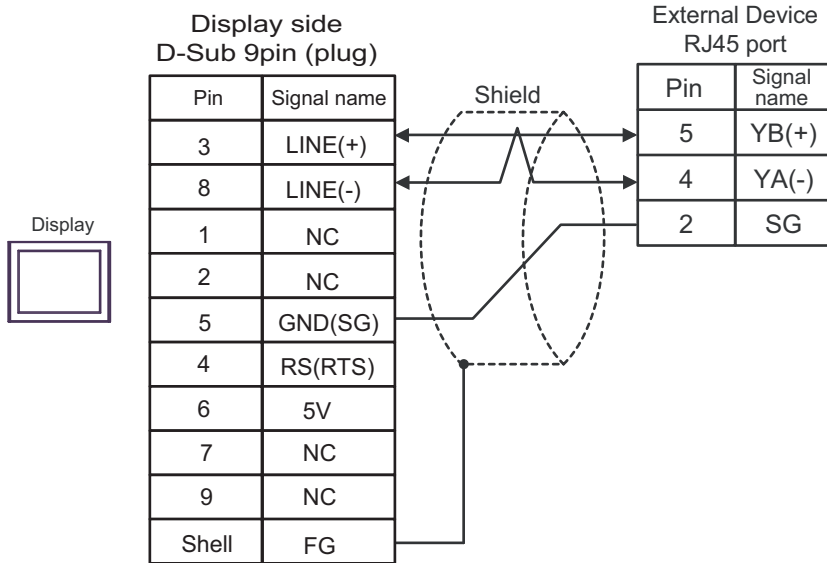 Display side
D-Sub 9pin (plug)
External Device
RJ45 port
Pin Signal name
3 LINE(+)
8 LINE(-)
1 NC
2 NC
5 GND(SG)
4 RS(RTS)
6 5V
7 NC
9 NC
Shell FG
Display
Shield
Pin Signal
name
5 YB(+)
4 YA(-)
2 SG